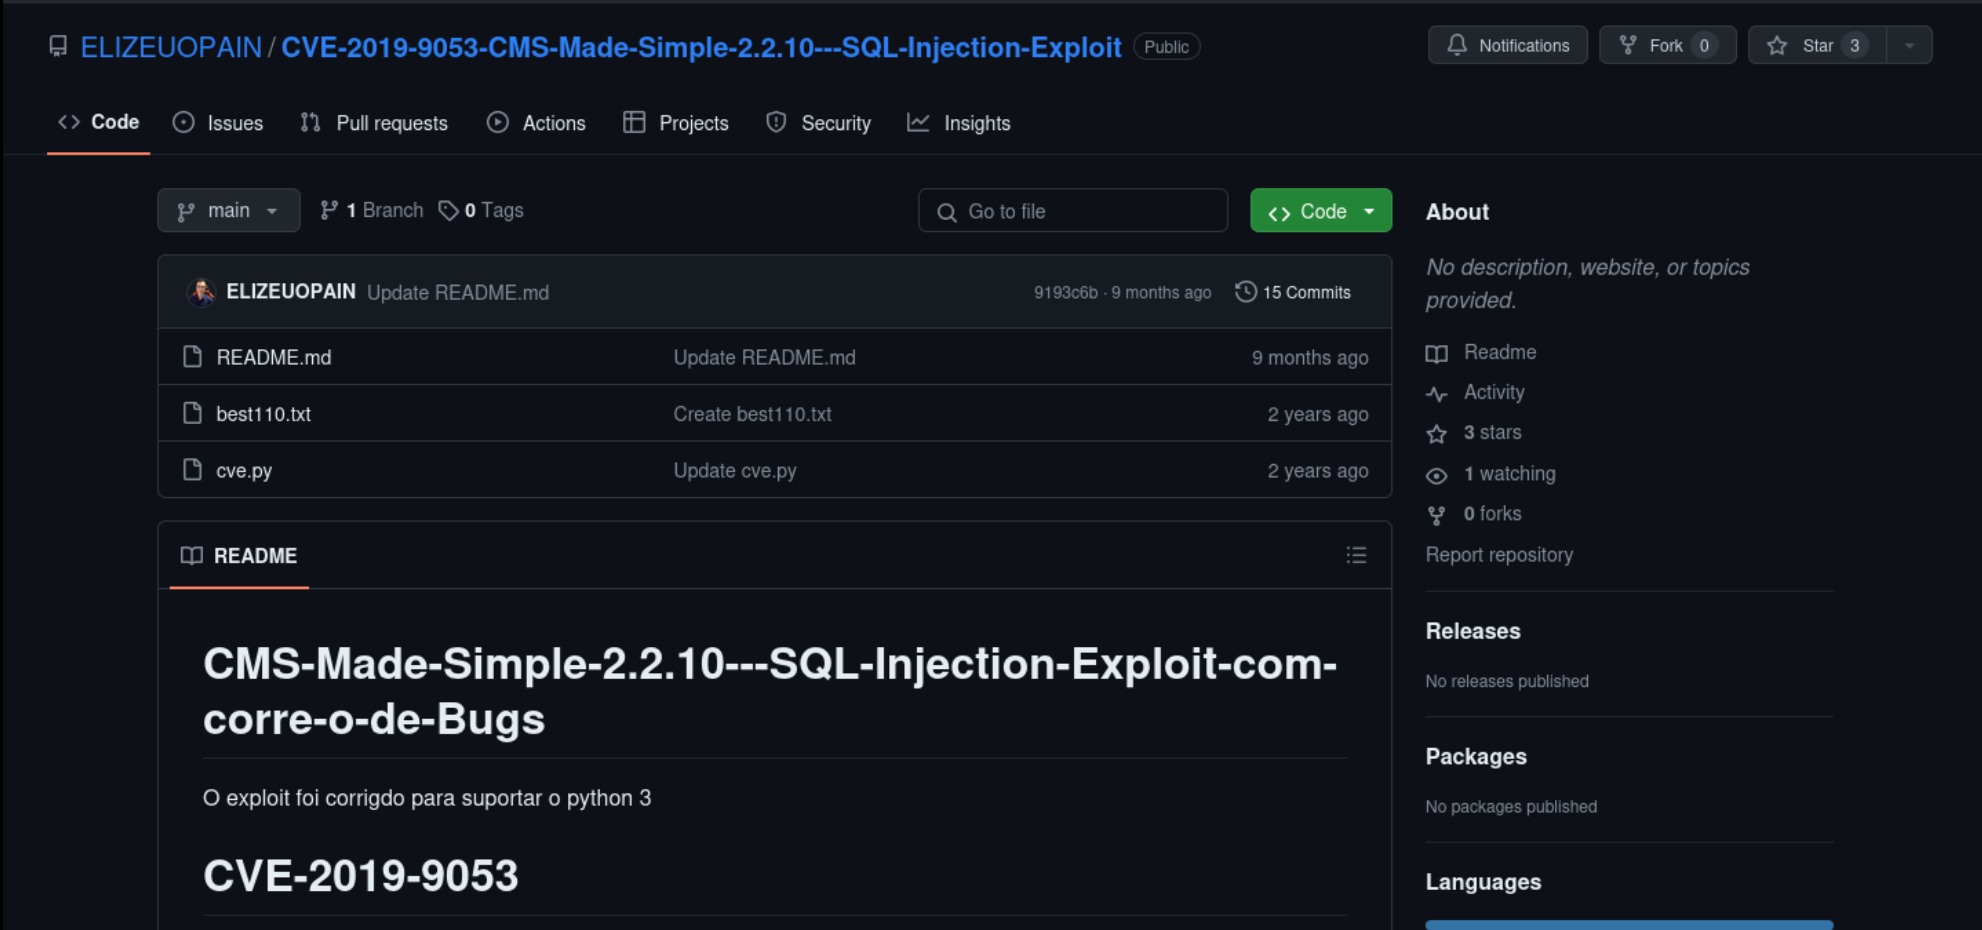 ELIZEUOPAIN / CVE-2019-9053-CMS-Made-Simple-2.2.10---SQL-Injection-Exploit Public
Notifications Fork 0 Star 3
Code Issues Pull requests Actions Projects Security Insights
main 1 Branch 0 Tags Go to file Code
ELIZEUOPAIN Update README.md 9193c6b · 9 months ago 15 Commits
README.md Update README.md 9 months ago
best110.txt Create best110.txt 2 years ago
cve.py Update cve.py 2 years ago
README
CMS-Made-Simple-2.2.10---SQL-Injection-Exploit-com-
corre-o-de-Bugs
O exploit foi corrigdo para suportar o python 3
CVE-2019-9053
About
No description, website, or topics
provided.
Readme
Activity
3 stars
1 watching
0 forks
Report repository
Releases
No releases published
Packages
No packages published
Languages